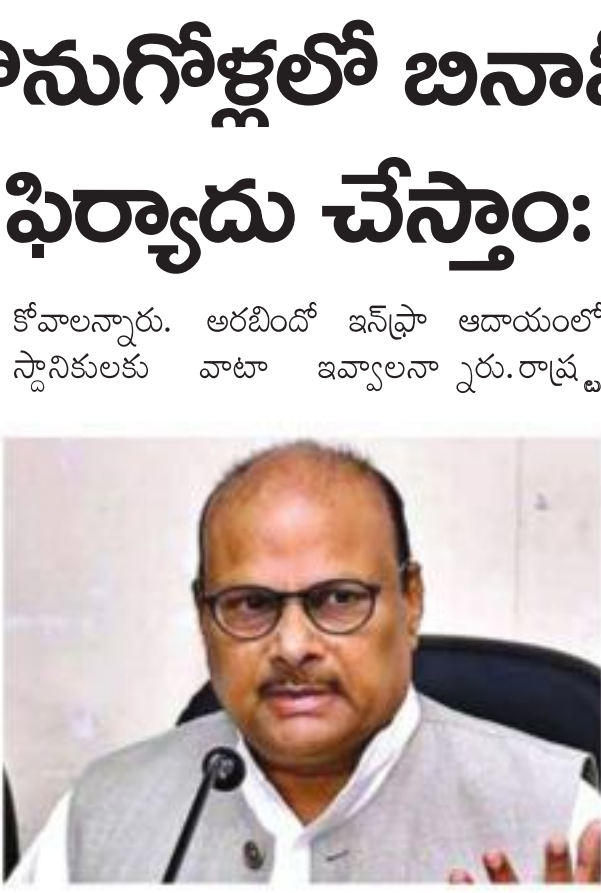 నుగోళ్లలో బినా
ఫిర్యాదు చేస్తాం:
కోవాలన్నారు. అరబిందో ఇన్‌ఫ్రా ఆదాయంలో
స్థానికులకు వాటా ఇవ్వాలనా ్నరు.రాష్ట్ర